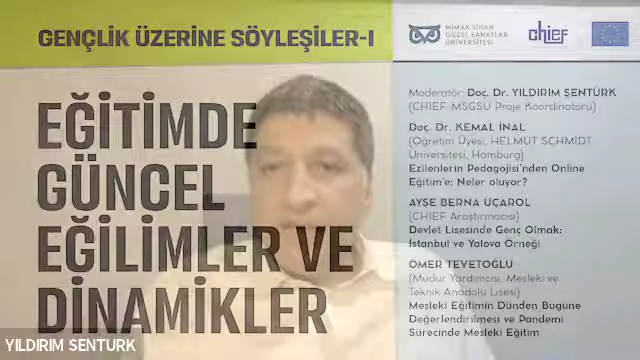 GENÇLİK ÜZERİNE SÖYLEŞİLER-I
MİMAR SİNAN
GÜZEL SANATLAR
ÜNİVERSİTESİ
chief
EĞİTİMDE
GÜNCEL
EĞİLİMLER VE
DİNAMİKLER
Moderatör: Doç. Dr. YILDIRIM ŞENTÜRK
(CHIEF MSGSÜ Proje Koordinatörü)
Doç. Dr. KEMAL İNAL
(Öğretim Üyesi, HELMUT SCHMIDT
Üniversitesi, Hamburg)
Ezilenlerin Pedagojisi'nden Online
Eğitim'e: Neler oluyor?
AYŞE BERNA UÇAROL
(CHIEF Araştırmacısı)
Devlet Lisesinde Genç Olmak:
İstanbul ve Yalova Örneği
ÖMER TEVETOĞLU
(Müdür Yardımcısı, Mesleki ve
Teknik Anadolu Lisesi)
Mesleki Eğitimin Dünden Bugüne
Değerlendirilmesi ve Pandemi
Sürecinde Mesleki Eğitim
YILDIRIM SENTURK